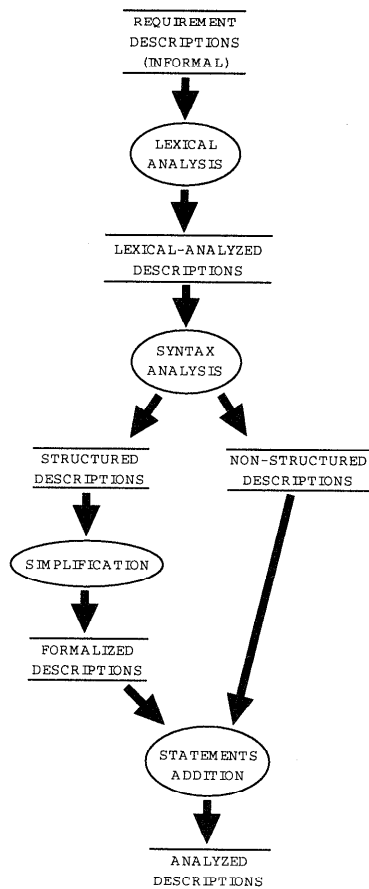 REQUIREMENT
DESCRIPTIONS
(INFORMAL)
LEXICAL
ANALYSIS
LEXICAL-ANALYZED
DESCRIPTIONS
SYNTAX
ANALYSIS
STRUCTURED
DESCRIPTIONS
NON-STRUCTURED
DESCRIPTIONS
SIMPLIFICATION
FORMALIZED
DESCRIPTIONS
STATEMENTS
ADDITION
ANALYZED
DESCRIPTIONS